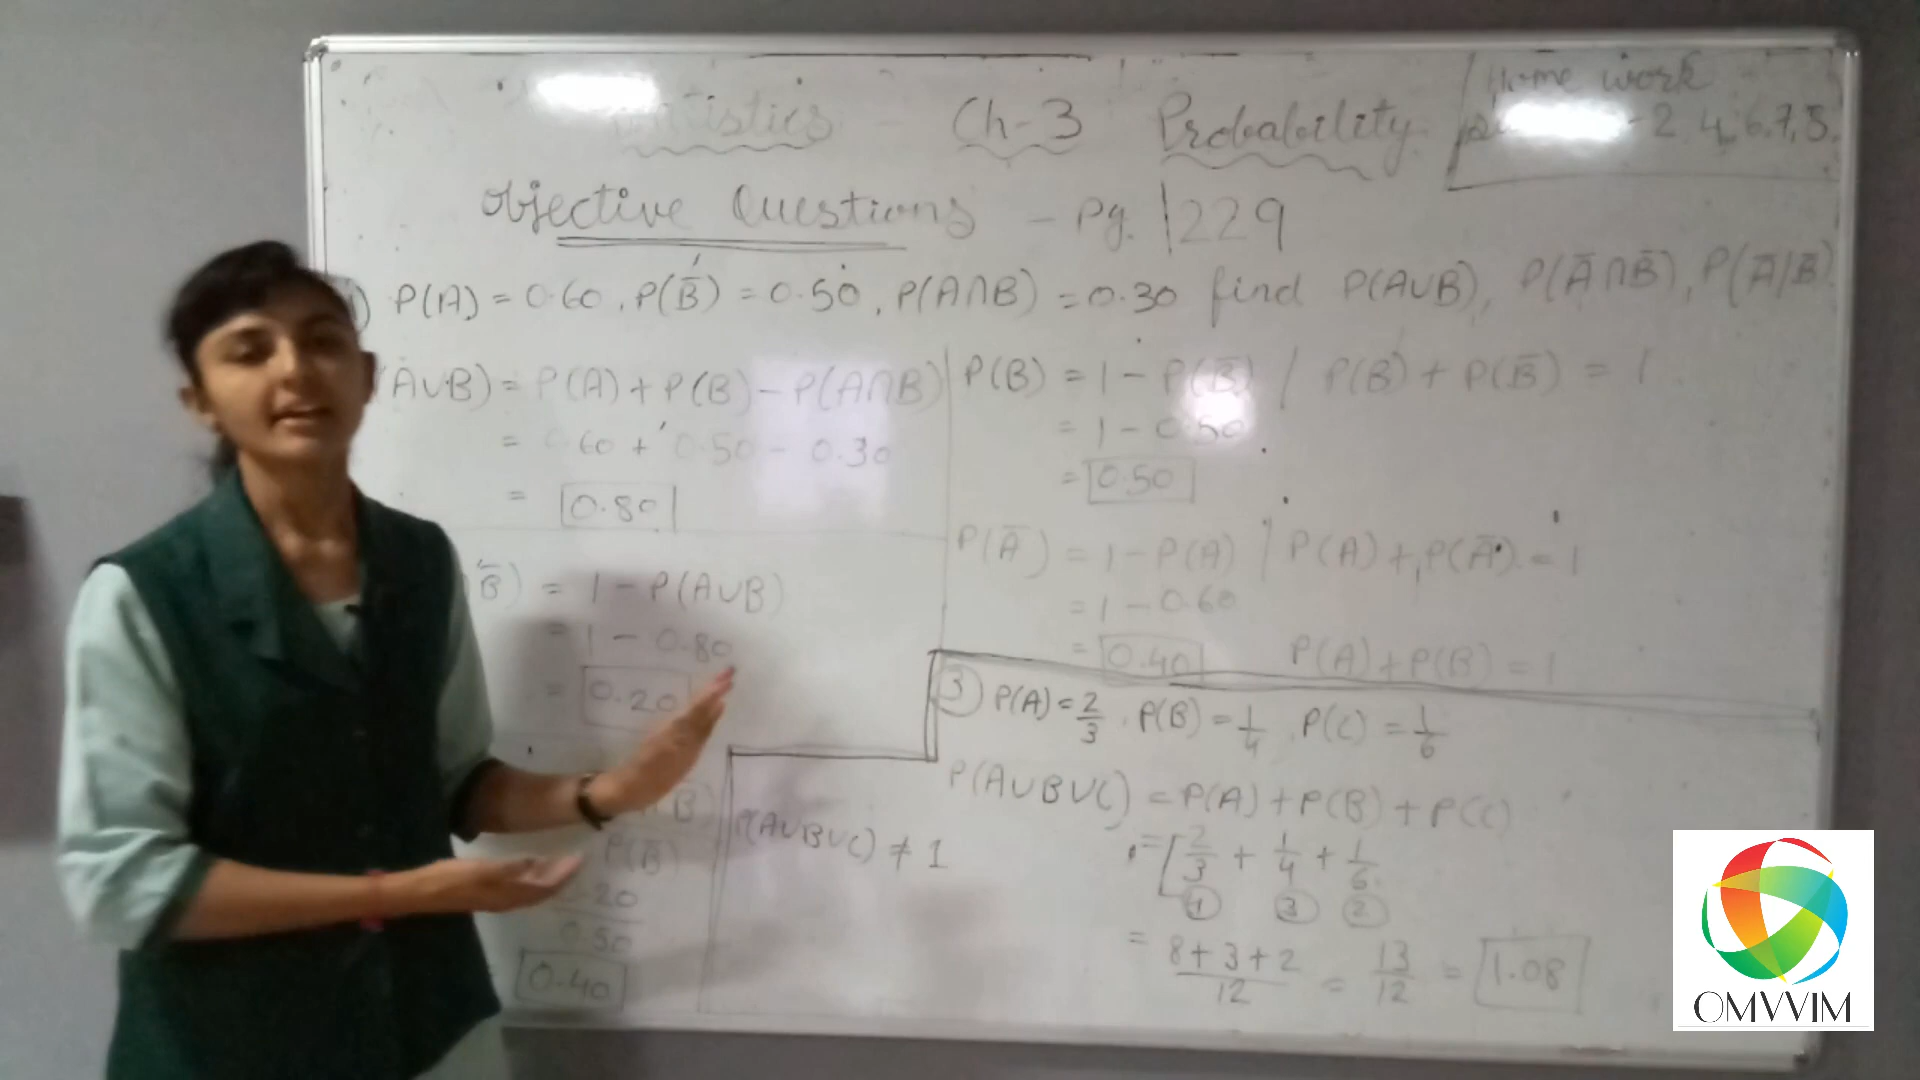 Home work
2 4,6,7,8.
Ch-3 Probability
Objective Questions - Pg. 229
P(A) = 0.60, P(B̅) = 0.50, P(A∩B) = 0.30 find P(A∪B), P(A̅∩B̅), P(A̅|B̅)
A∪B) = P(A) + P(B) - P(A∩B)
= 0.60 + 0.50 - 0.30
= 0.80
P(B) = 1 - P(B̅) | P(B) + P(B̅) = 1
= 1 - 0.50
= 0.50
P(A̅) = 1 - P(A) | P(A) + P(A̅) = 1
= 1 - 0.60
= 0.40
P(A) + P(B) = 1
B̅) = 1 - P(A∪B)
= 1 - 0.80
= 0.20
B̅)
P(B̅)
20
0.50
0.40
P(A∪B∪C) ≠ 1
③ P(A) = 2/3, P(B) = 1/4, P(C) = 1/6
P(A∪B∪C) = P(A) + P(B) + P(C)
= [2/3 + 1/4 + 1/6
④ ③ ②
= 8+3+2/12 = 13/12 = 1.08
OMVVIM